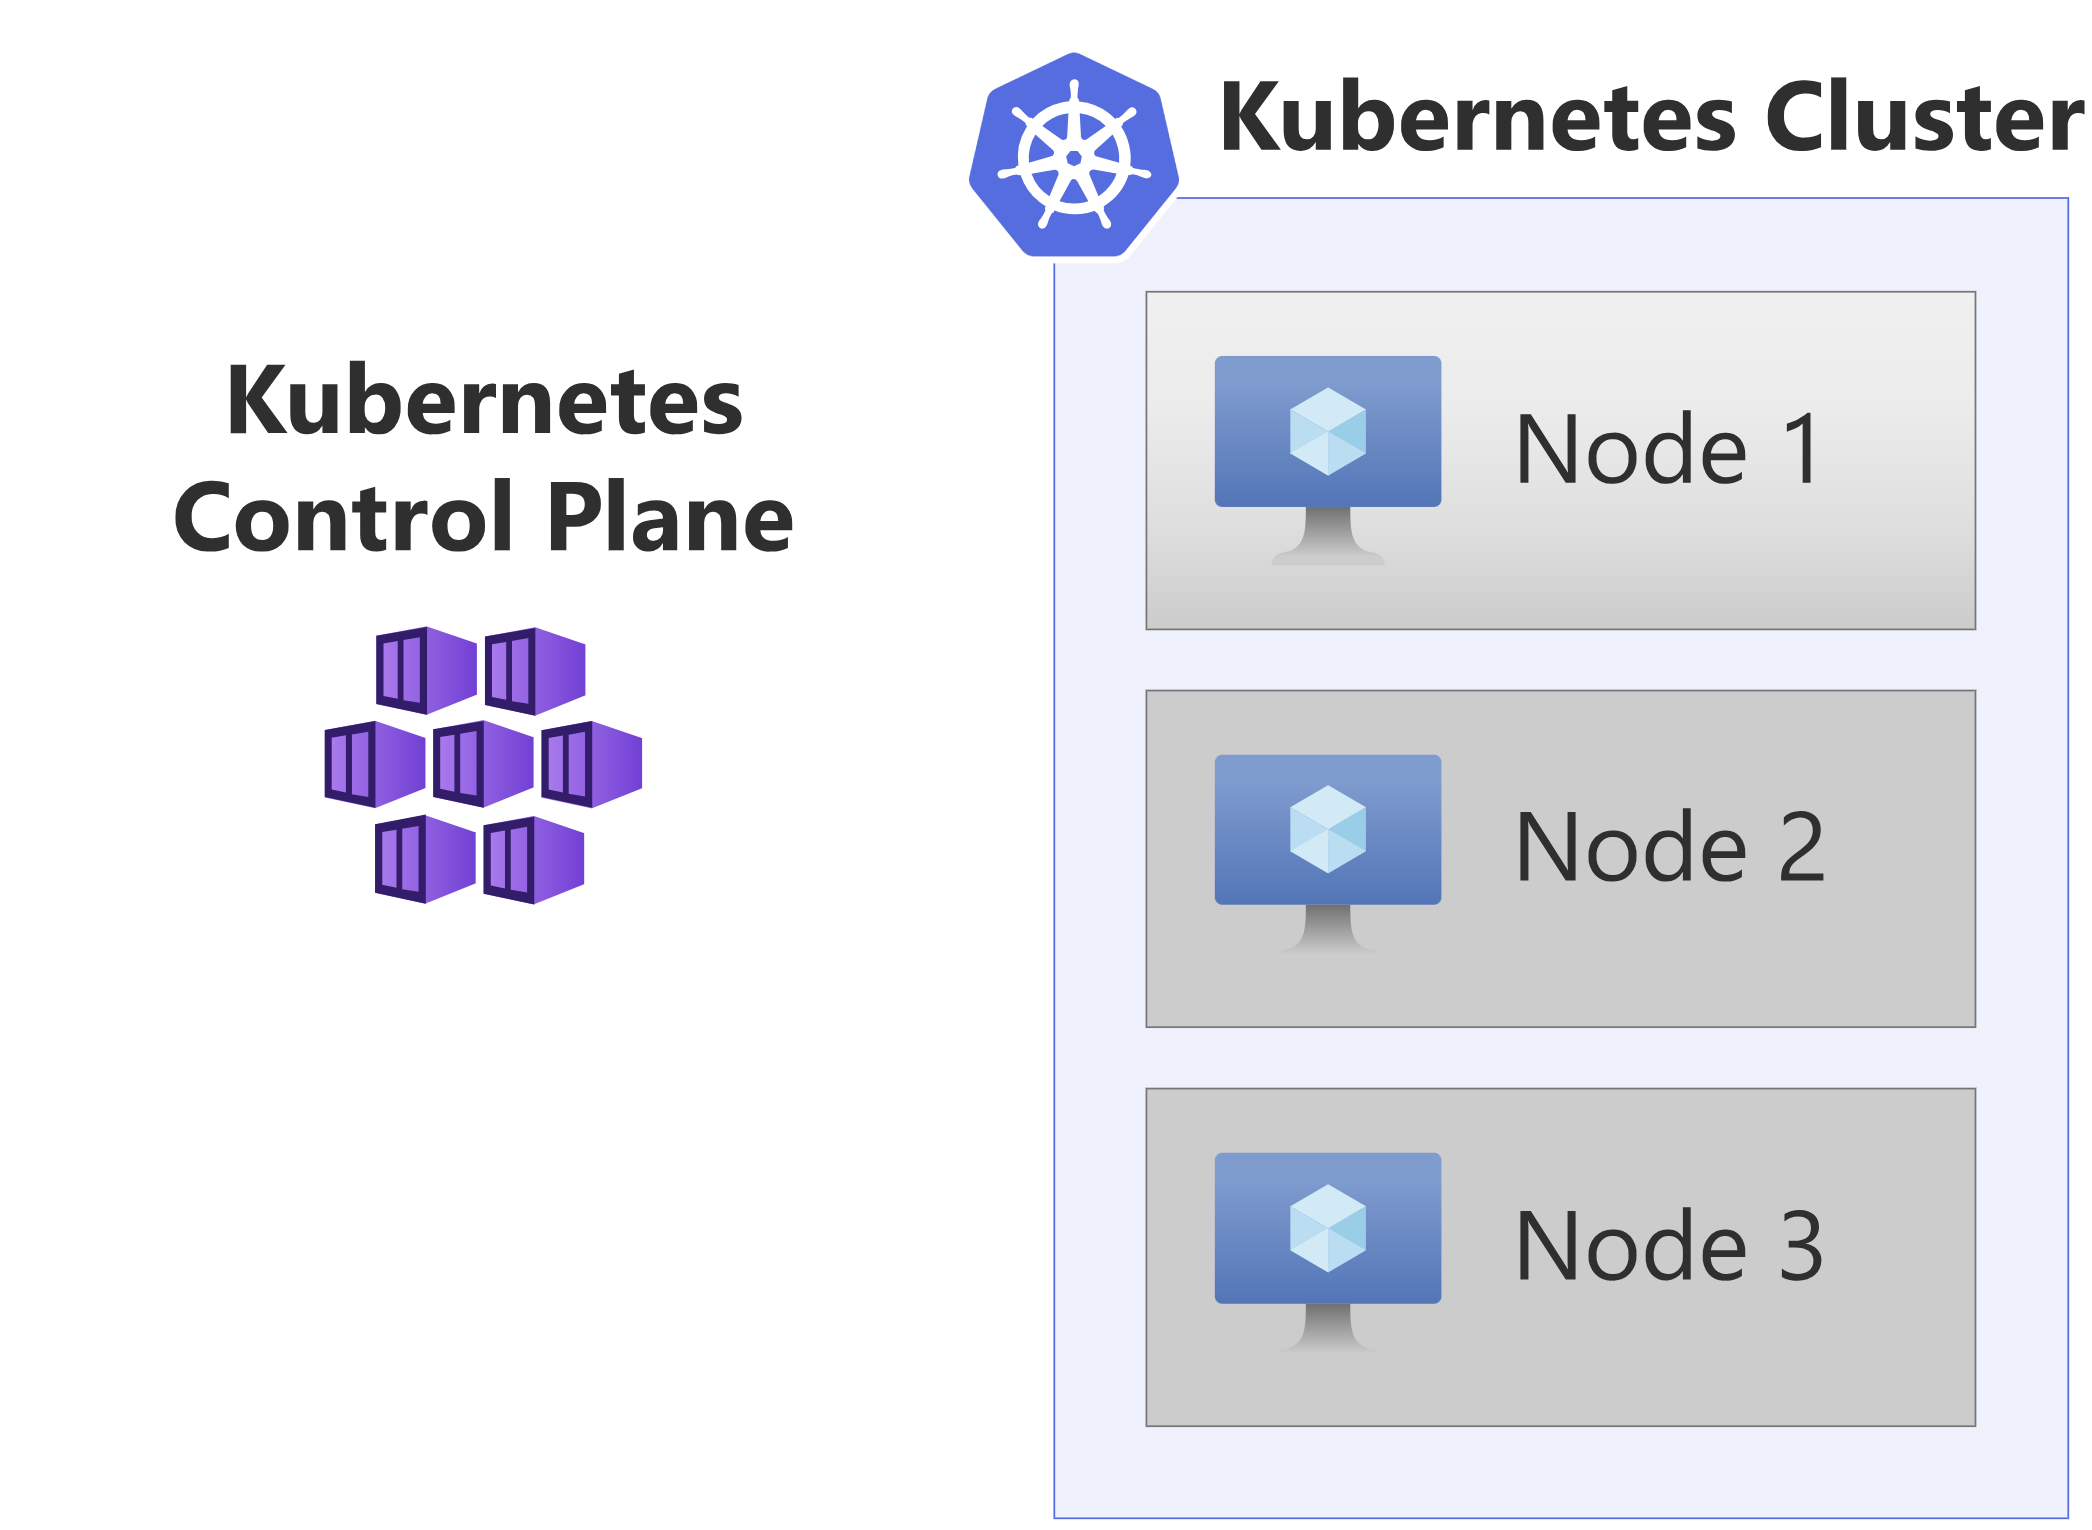 Kubernetes Cluster
Kubernetes
Control Plane
Node 1
Node 2
Node 3